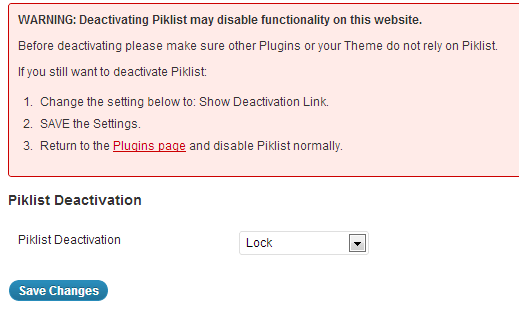 WARNING: Deactivating Piklist may disable functionality on this website.
Before deactivating please make sure other Plugins or your Theme do not rely on Piklist.
If you still want to deactivate Piklist:
1. Change the setting below to: Show Deactivation Link.
2. SAVE the Settings.
3. Return to the Plugins page and disable Piklist normally.
Piklist Deactivation
Piklist Deactivation Lock
Save Changes